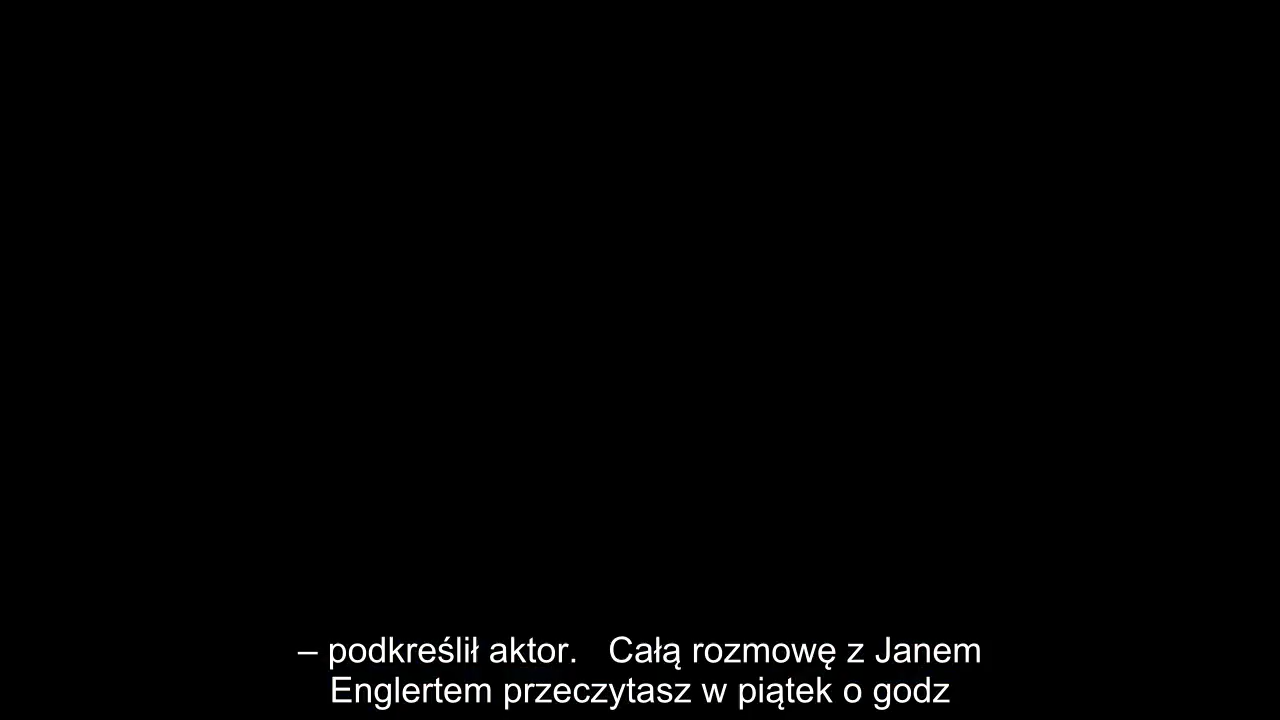 – podkreślił aktor.   Całą rozmowę z Janem
Englertem przeczytasz w piątek o godz